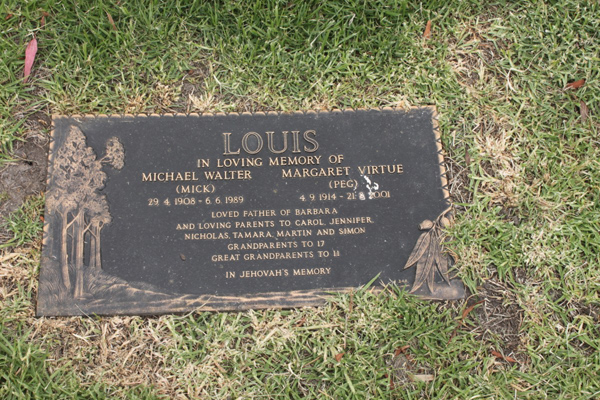 LOUIS
IN LOVING MEMORY OF
MICHAEL WALTER MARGARET VIRTUE
(MICK) (PEG)
29. 4. 1908 - 6. 6. 1989 4. 9. 1914 - 21. 8. 2001
LOVED FATHER OF BARBARA
AND LOVING PARENTS TO CAROL, JENNIFER,
NICHOLAS, TAMARA, MARTIN AND SIMON
GRANDPARENTS TO 17
GREAT GRANDPARENTS TO 11
IN JEHOVAH'S MEMORY